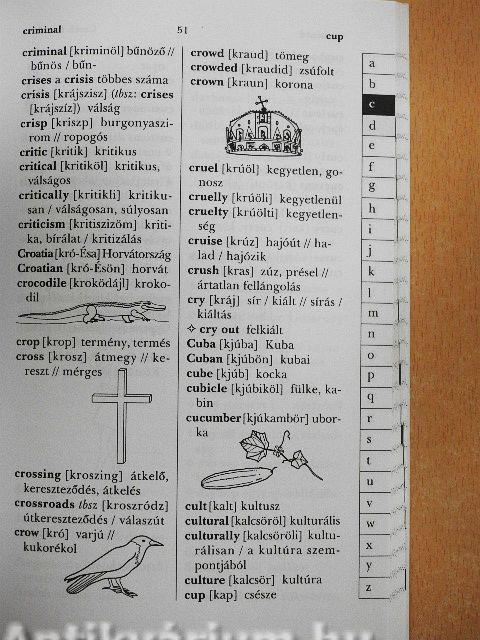 criminal 51 cup
criminal [kriminöl] bűnöző //
bűnös / bűn-
crises a crisis többes száma
crisis [krájszisz] (tbsz: crises
[krájszíz]) válság
crisp [kriszp] burgonyaszi-
rom // ropogós
critic [kritik] kritikus
critical [kritiköl] kritikus,
válságos
critically [kritikli] kritiku-
san / válságosan, súlyosan
criticism [kritiszizöm] kriti-
ka, bírálat / kritizálás
Croatia [kró-Ésa] Horvátország
Croatian [kró-Ésön] horvát
crocodile [kroködájl] kroko-
dil
crop [krop] termény, termés
cross [krosz] átmegy // ke-
reszt // mérges
crossing [kroszing] átkelő,
kereszteződés, átkelés
crossroads tbsz [kroszródz]
útkereszteződés / válaszút
crow [kró] varjú //
kukorékol
crowd [kraud] tömeg
crowded [kraudid] zsúfolt
crown [kraun] korona
cruel [krúöl] kegyetlen, go-
nosz
cruelly [krúöli] kegyetlenül
cruelty [krúölti] kegyetlen-
ség
cruise [krúz] hajóút // ha-
lad / hajózik
crush [kras] zúz, présel //
ártatlan fellángolás
cry [kráj] sír / kiált // sírás /
kiáltás
✧ cry out felkiált
Cuba [kjúba] Kuba
Cuban [kjúbön] kubai
cube [kjúb] kocka
cubicle [kjúbiköl] fülke, ka-
bin
cucumber [kjúkambör] ubor-
ka
cult [kalt] kultusz
cultural [kalcsöröl] kulturális
culturally [kalcsöröli] kultu-
rálisan / a kultúra szem-
pontjából
culture [kalcsör] kultúra
cup [kap] csésze
a
b
c
d
e
f
g
h
i
j
k
l
m
n
o
p
q
r
s
t
u
v
w
x
y
z
Antikvárium.hu